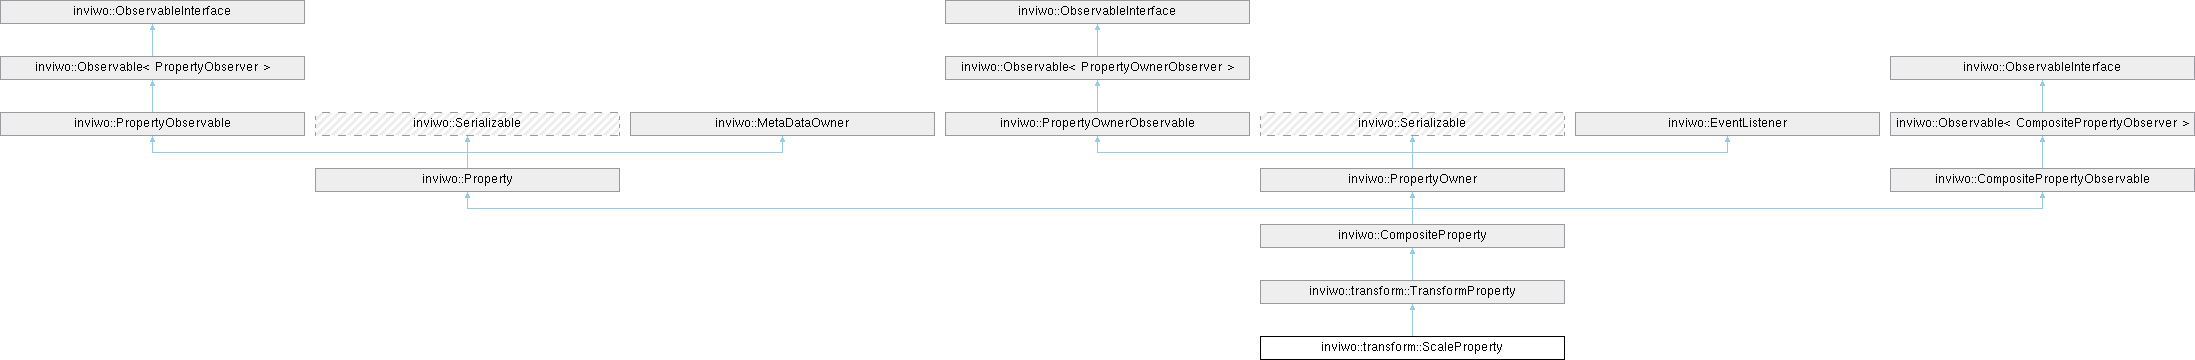 inviwo::ObservableInterface
inviwo::ObservableInterface
inviwo::Observable< PropertyObserver >
inviwo::Observable< PropertyOwnerObserver >
inviwo::ObservableInterface
inviwo::PropertyObservable
inviwo::Serializable
inviwo::MetaDataOwner
inviwo::PropertyOwnerObservable
inviwo::Serializable
inviwo::EventListener
inviwo::Observable< CompositePropertyObserver >
inviwo::Property
inviwo::PropertyOwner
inviwo::CompositePropertyObservable
inviwo::CompositeProperty
inviwo::transform::TransformProperty
inviwo::transform::ScaleProperty